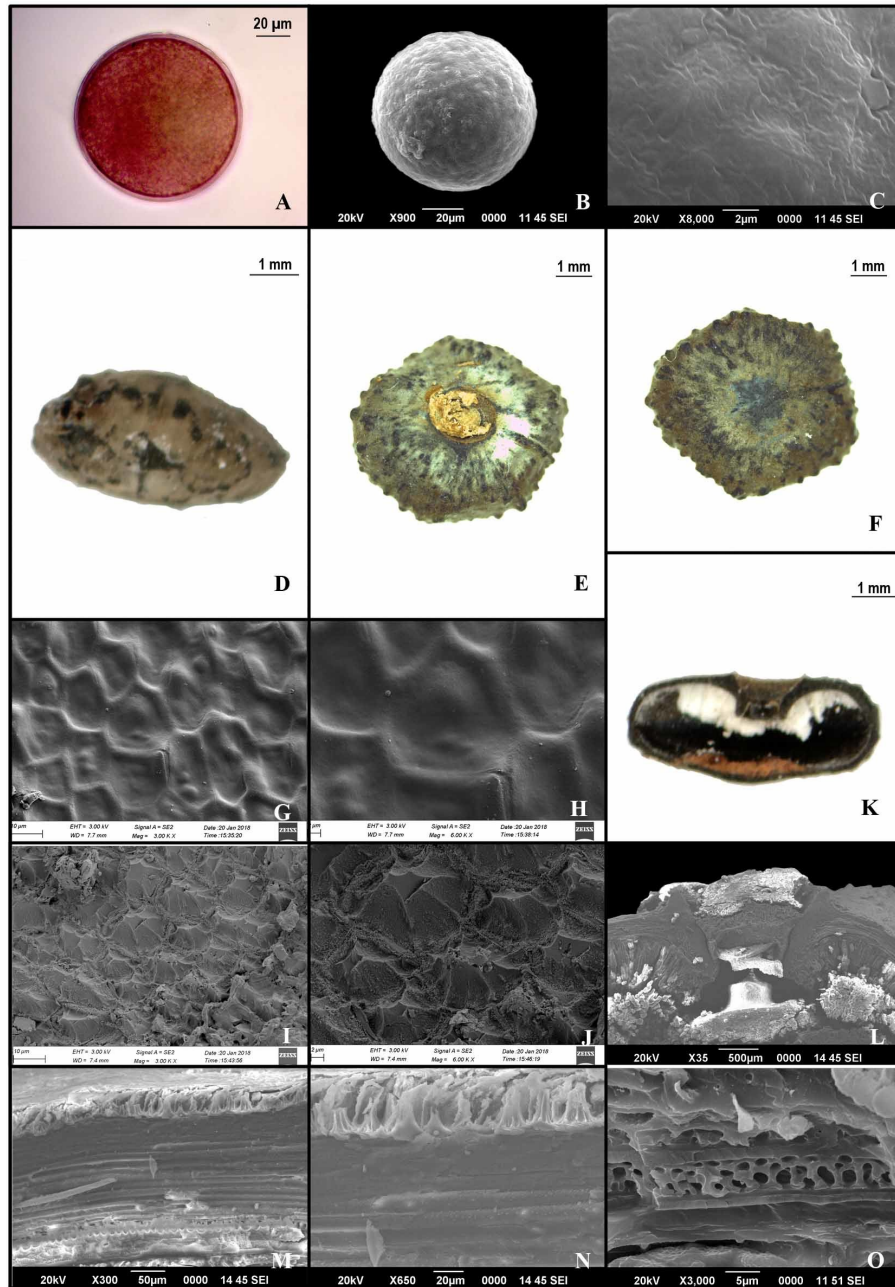 20 µm
A
20kV X900 20µm 0000 11 45 SEI
B
20kV X8,000 2µm 0000 11 45 SEI
C
1 mm
D
1 mm
E
1 mm
F
EHT = 3.00 kV Signal A = SE2 Date :20 Jan 2018
WD = 7.7 mm Mag = 3.00 K X Time :15:35:20
ZEISS
G
EHT = 3.00 kV Signal A = SE2 Date :20 Jan 2018
WD = 7.7 mm Mag = 6.00 K X Time :15:38:14
ZEISS
H
1 mm
K
10 µm
EHT = 3.00 kV Signal A = SE2 Date :20 Jan 2018
WD = 7.4 mm Mag = 3.00 K X Time :15:43:56
ZEISS
I
2 µm
EHT = 3.00 kV Signal A = SE2 Date :20 Jan 2018
WD = 7.4 mm Mag = 6.00 K X Time :15:46:19
ZEISS
J
20kV X35 500µm 0000 14 45 SEI
L
20kV X300 50µm 0000 14 45 SEI
M
20kV X650 20µm 0000 14 45 SEI
N
20kV X3,000 5µm 0000 11 51 SEI
O